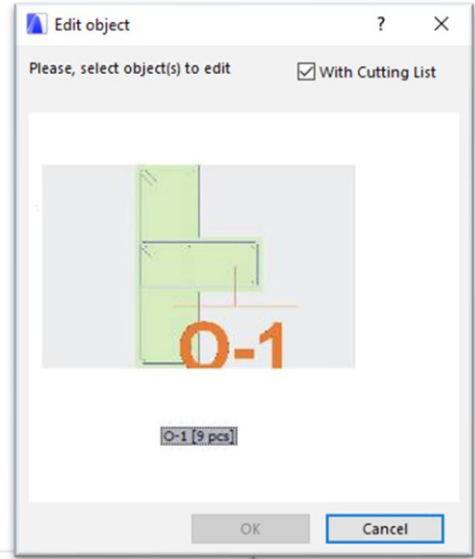 Edit object
?
Please, select object(s) to edit
With Cutting List
O-1
O-1 [9 pcs]
OK
Cancel